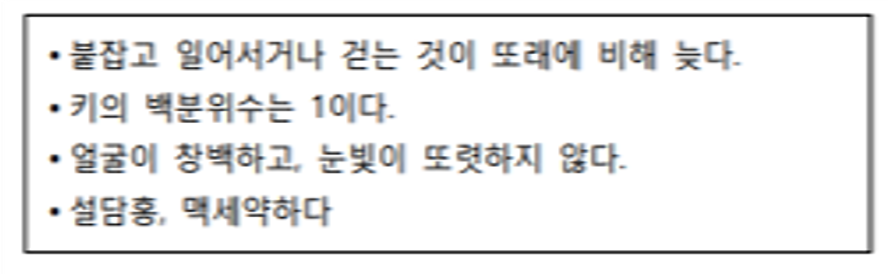 • 붙잡고 일어서거나 걷는 것이 또래에 비해 늦다.
• 키의 백분위수는 1이다.
• 얼굴이 창백하고, 눈빛이 또렷하지 않다.
• 설담홍, 맥세약하다